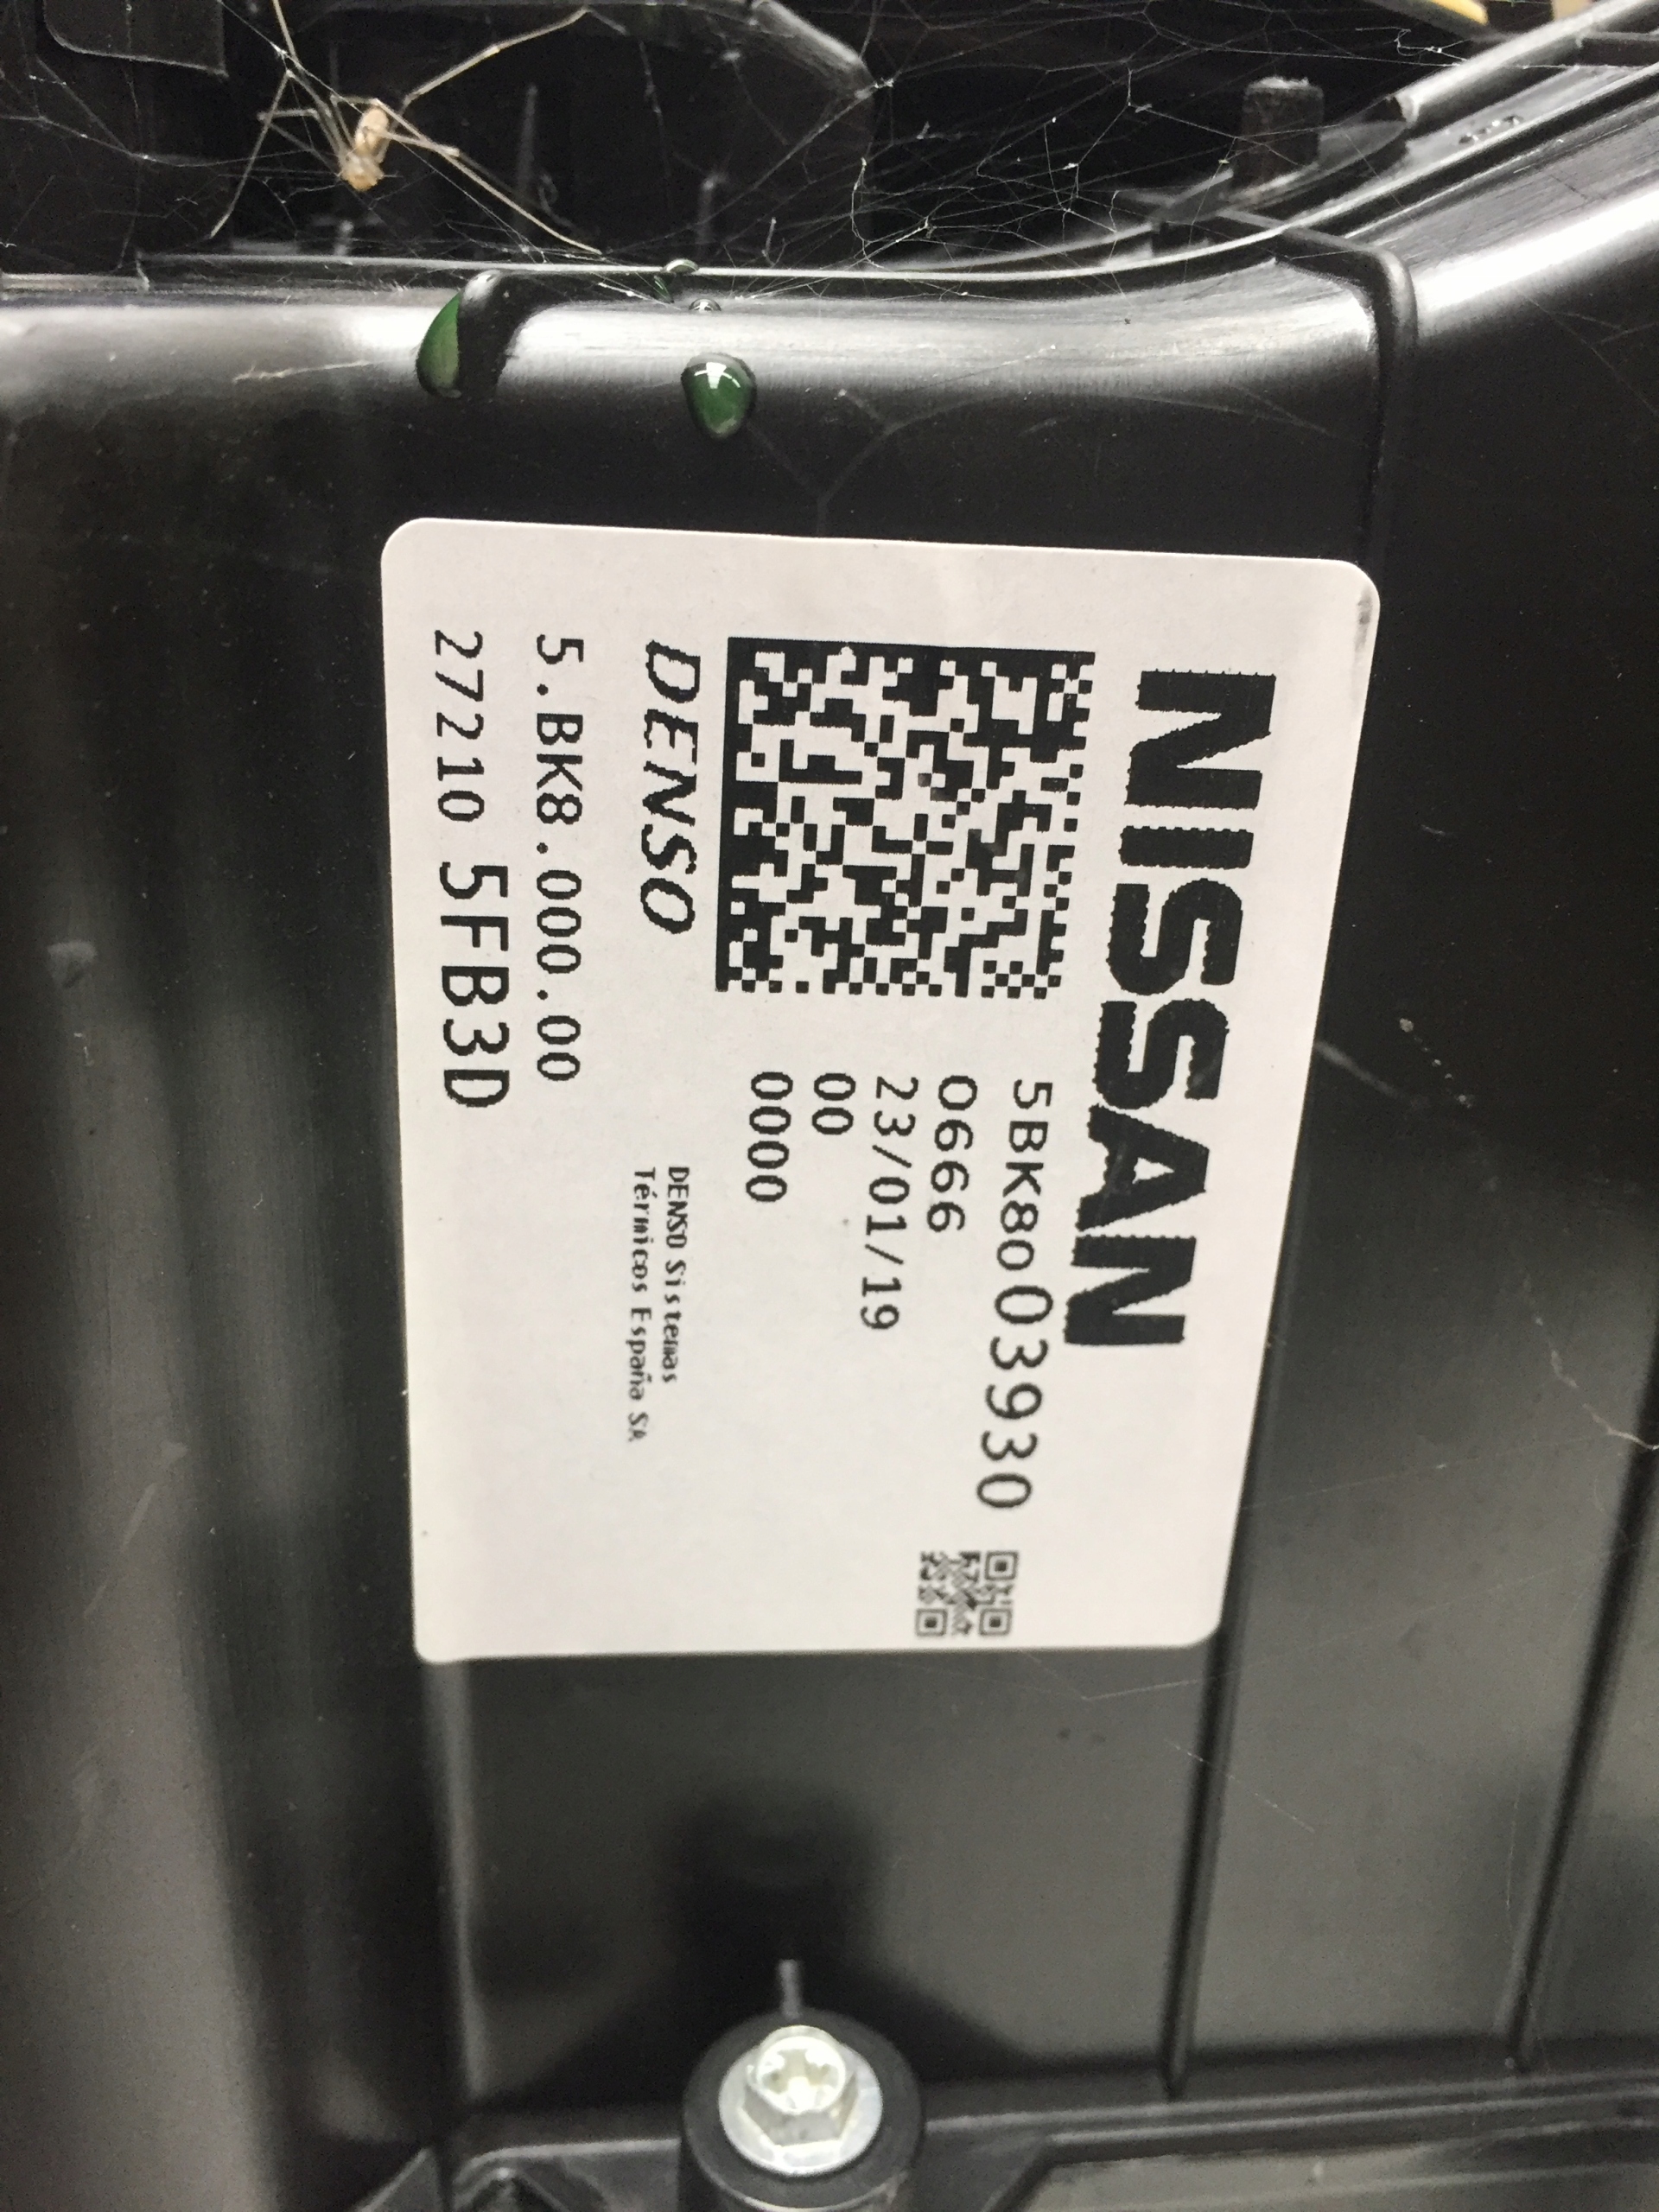 NISSAN
5BK8003930
0666
23/01/19
00
0000
DENSO
DENSO Sistemas
Térmicos España SA
5.BK8.000.00
27210 5FB3D